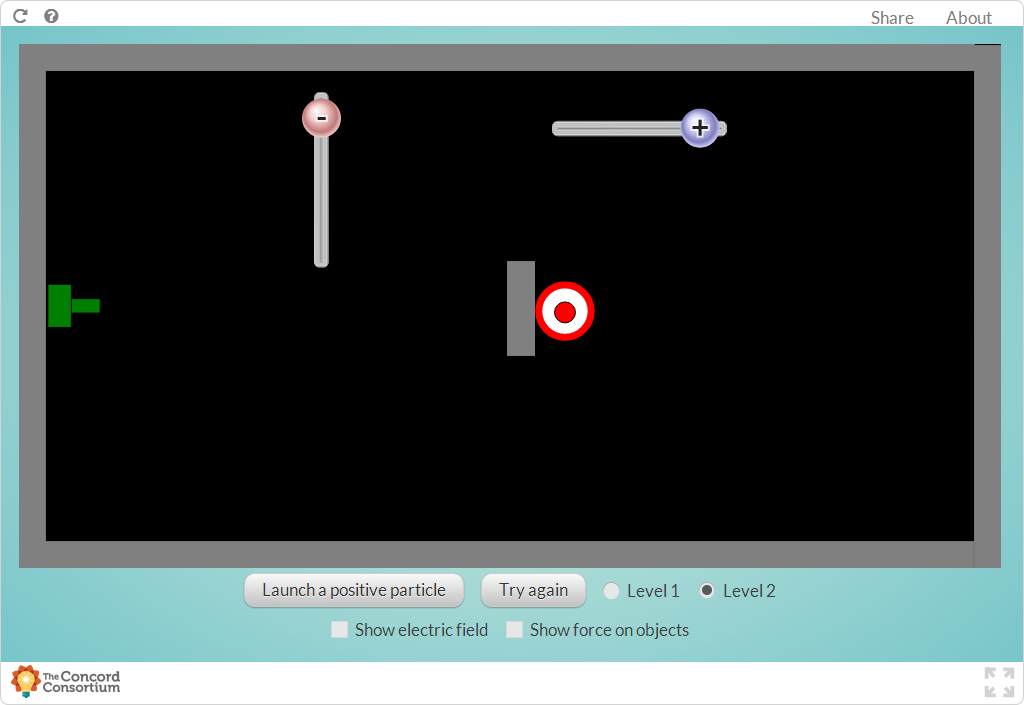 Share About
-
+
Launch a positive particle Try again Level 1 Level 2
Show electric field Show force on objects
The Concord
Consortium